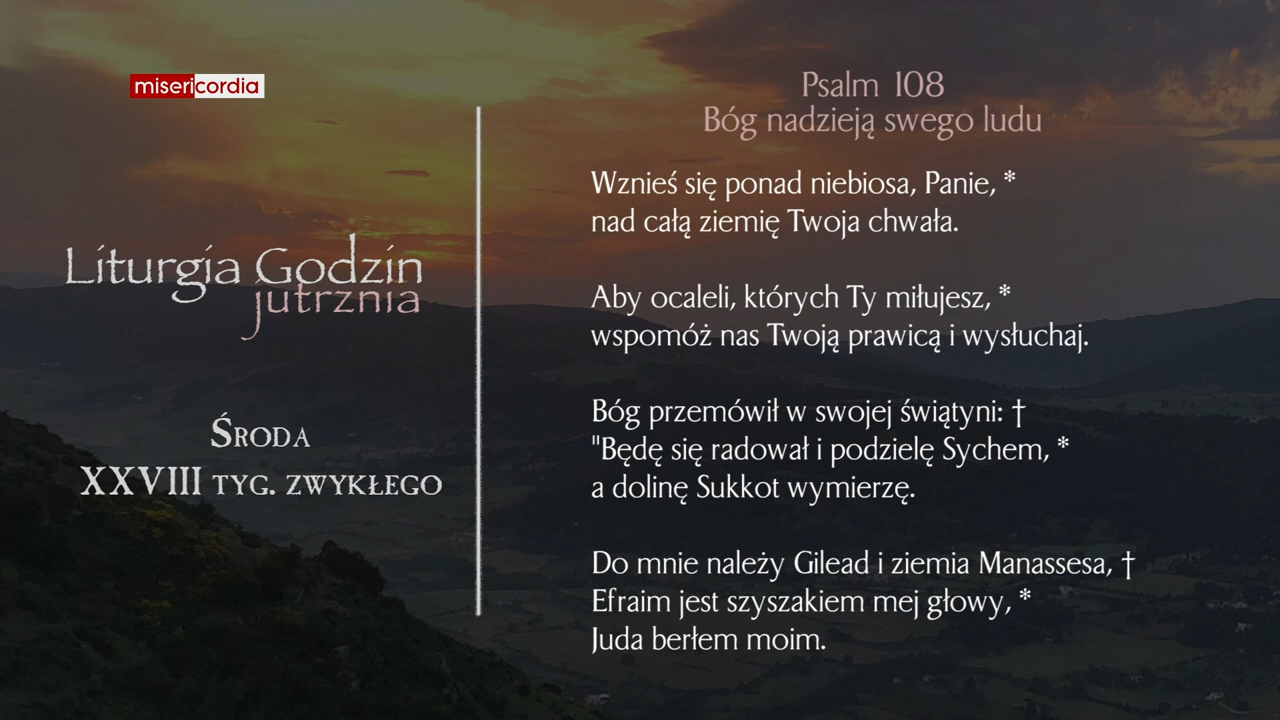 misericordia
Liturgia Godzin
jutrznia
Środa
XXVIII tyg. zwykłego
Psalm 108
Bóg nadzieją swego ludu
Wznieś się ponad niebiosa, Panie, *
nad całą ziemię Twoja chwała.
Aby ocaleli, których Ty miłujesz, *
wspomóż nas Twoją prawicą i wysłuchaj.
Bóg przemówił w swojej świątyni: †
"Będę się radował i podzielę Sychem, *
a dolinę Sukkot wymierzę.
Do mnie należy Gilead i ziemia Manassesa, †
Efraim jest szyszakiem mej głowy, *
Juda berłem moim.